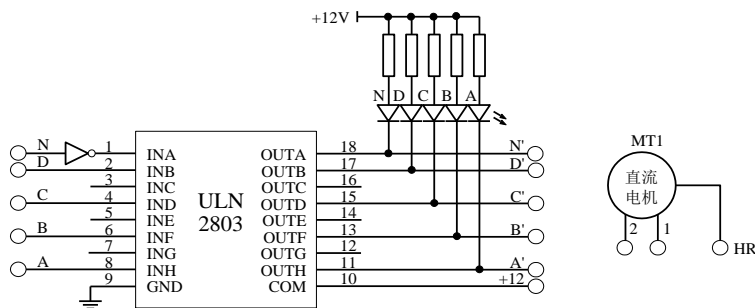 +12V
N D C B A
N 1 INA OUTA 18 N'
D 2 INB OUTB 17 D'
3 INC OUTC 16
C 4 IND OUTD 15 C'
5 INE OUTE 14
B 6 INF OUTF 13 B'
7 ING OUTG 12
A 8 INH OUTH 11 A'
9 GND COM 10 +12
ULN
2803
MT1
直流
电机
2 1
HR